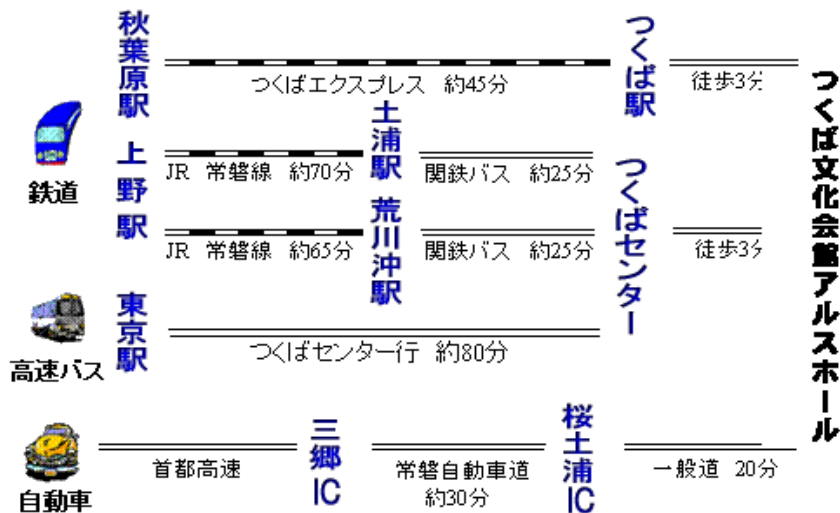 秋葉原駅
つくばエクスプレス 約45分
つくば駅
徒歩3分
鉄道
上野駅
JR 常磐線 約70分
土浦駅
関鉄バス 約25分
つくばセンター
JR 常磐線 約65分
荒川沖駅
関鉄バス 約25分
徒歩3分
高速バス
東京駅
つくばセンター行 約80分
自動車
首都高速
三郷IC
常磐自動車道
約30分
桜土浦IC
一般道 20分
つくば文化会館アルスホール